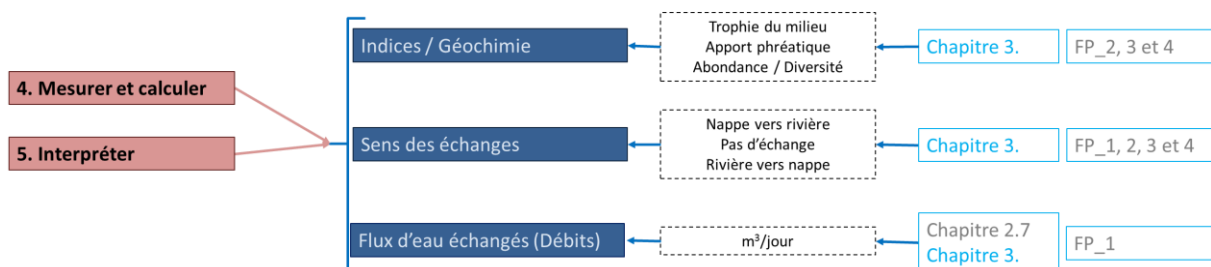 4. Mesurer et calculer
5. Interpréter
Indices / Géochimie
Trophie du milieu
Apport phréatique
Abondance / Diversité
Chapitre 3.
FP_2, 3 et 4
Sens des échanges
Nappe vers rivière
Pas d'échange
Rivière vers nappe
Chapitre 3.
FP_1, 2, 3 et 4
Flux d'eau échangés (Débits)
m³/jour
Chapitre 2.7
Chapitre 3.
FP_1